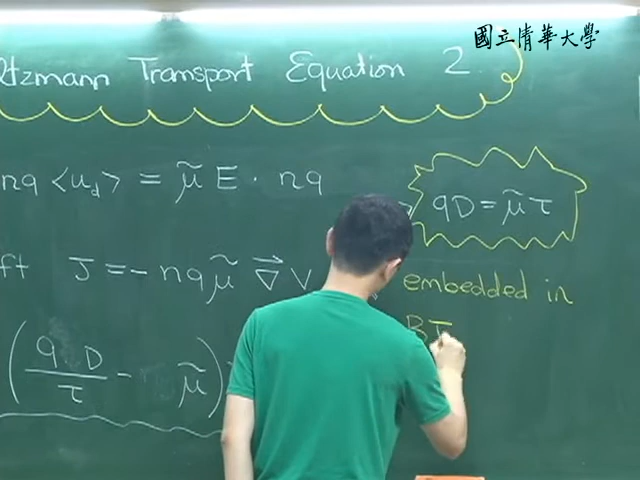 國立清華大學
ltzmann Transport Equation 2
nq <u_d> = μ̃ E · nq
qD = μ̃ τ
ft J = - nq μ̃ ∇⃗ V
embedded in
BT
( qD/τ - μ̃ )